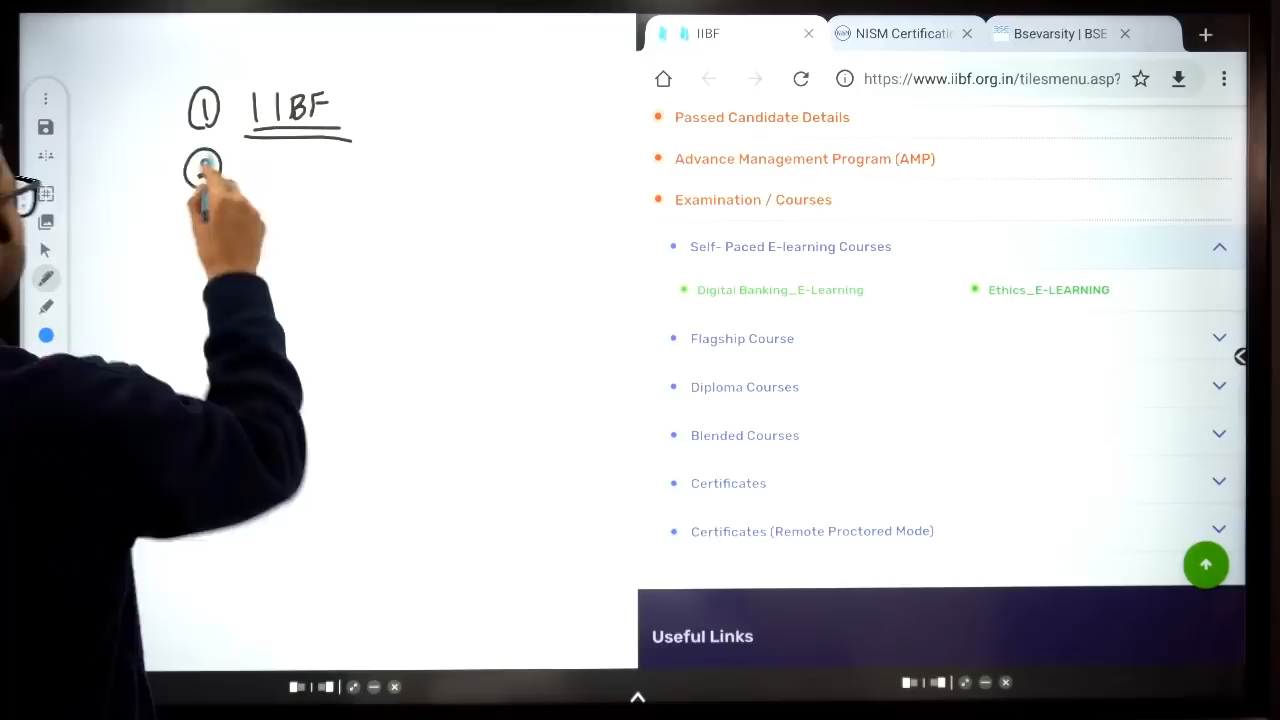 ① IIBF
②
IIBF
NISM Certificatic
Bsevarsity | BSE
https://www.iibf.org.in/tilesmenu.asp?
Passed Candidate Details
Advance Management Program (AMP)
Examination / Courses
Self- Paced E-learning Courses
Digital Banking_E-Learning
Ethics_E-LEARNING
Flagship Course
Diploma Courses
Blended Courses
Certificates
Certificates (Remote Proctored Mode)
Useful Links